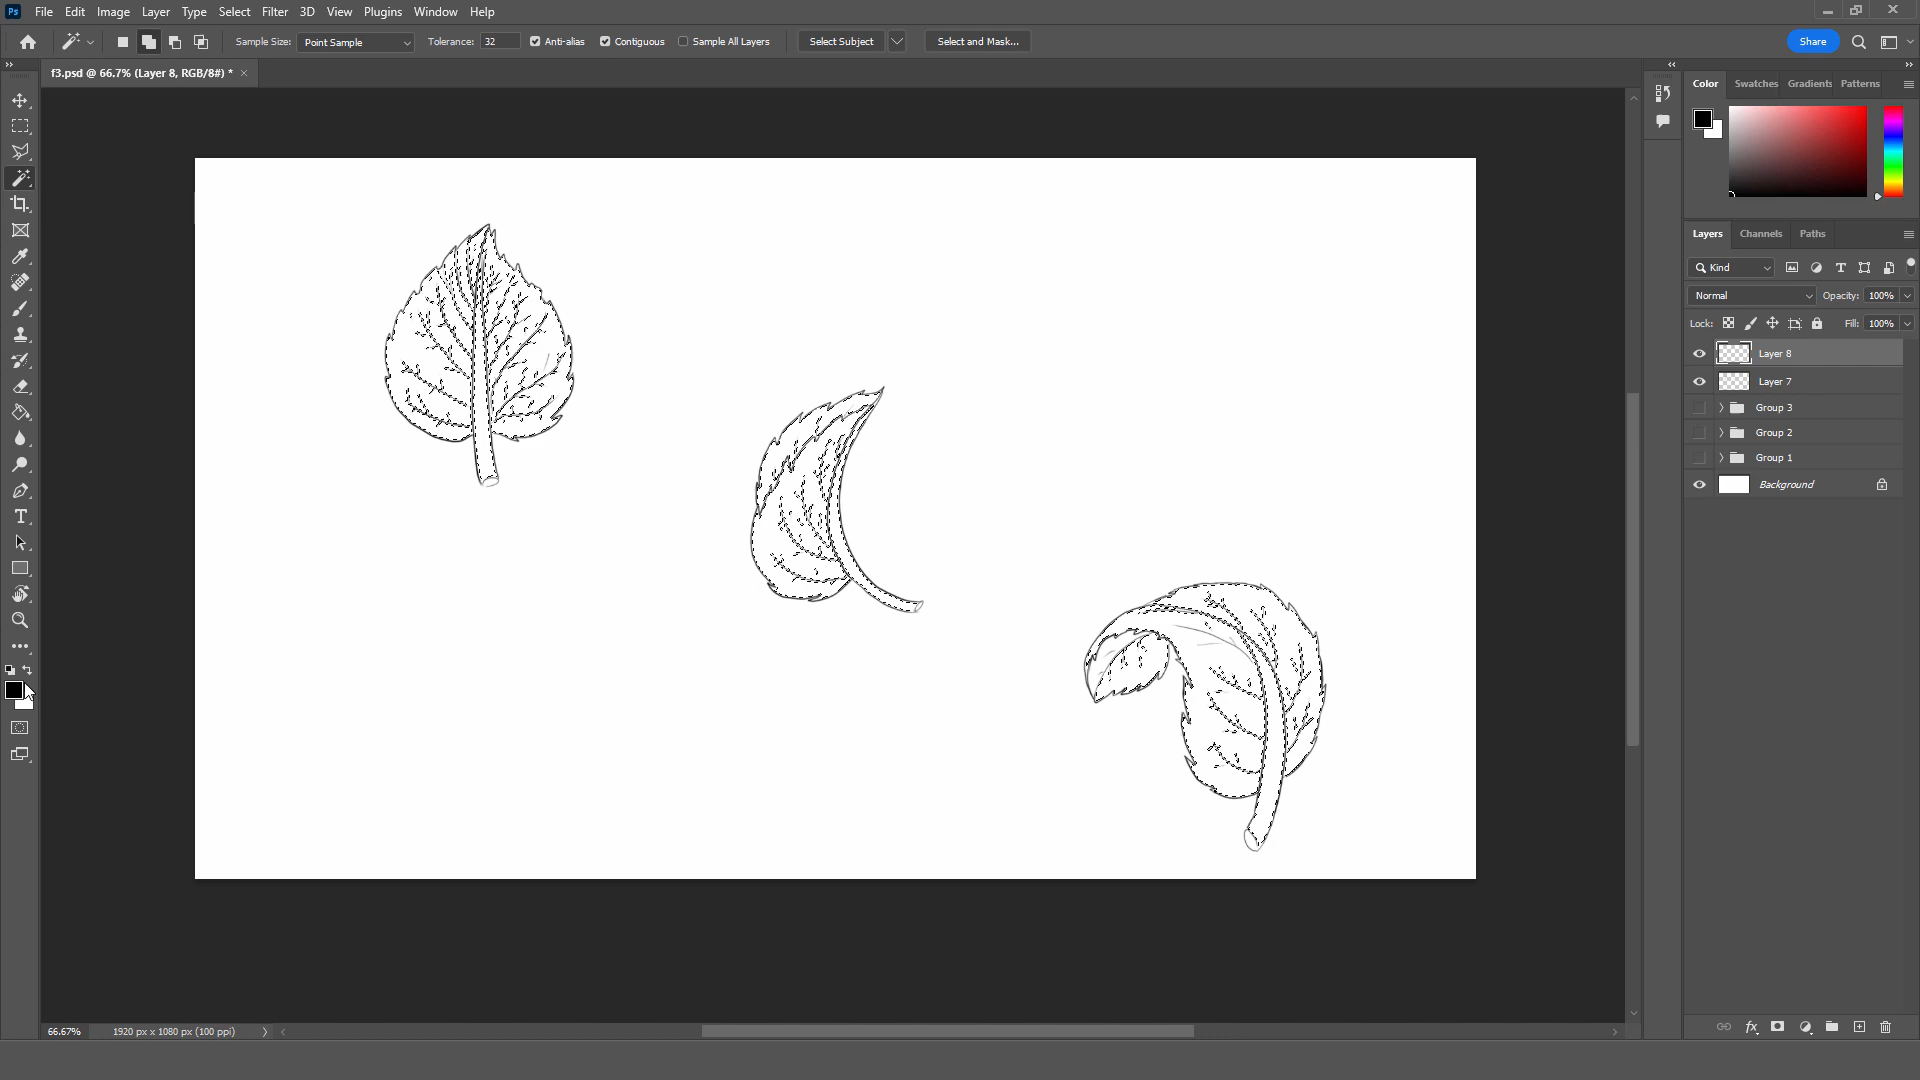 Ps File Edit Image Layer Type Select Filter 3D View Plugins Window Help
Sample Size: Point Sample Tolerance: 32 Anti-alias Contiguous Sample All Layers Select Subject Select and Mask... Share
f3.psd @ 66.7% (Layer 8, RGB/8#) * ×
Color Swatches Gradients Patterns
Layers Channels Paths
Kind
Normal Opacity: 100%
Lock: Fill: 100%
Layer 8
Layer 7
Group 3
Group 2
Group 1
Background
66.67% 1920 px x 1080 px (100 ppi)